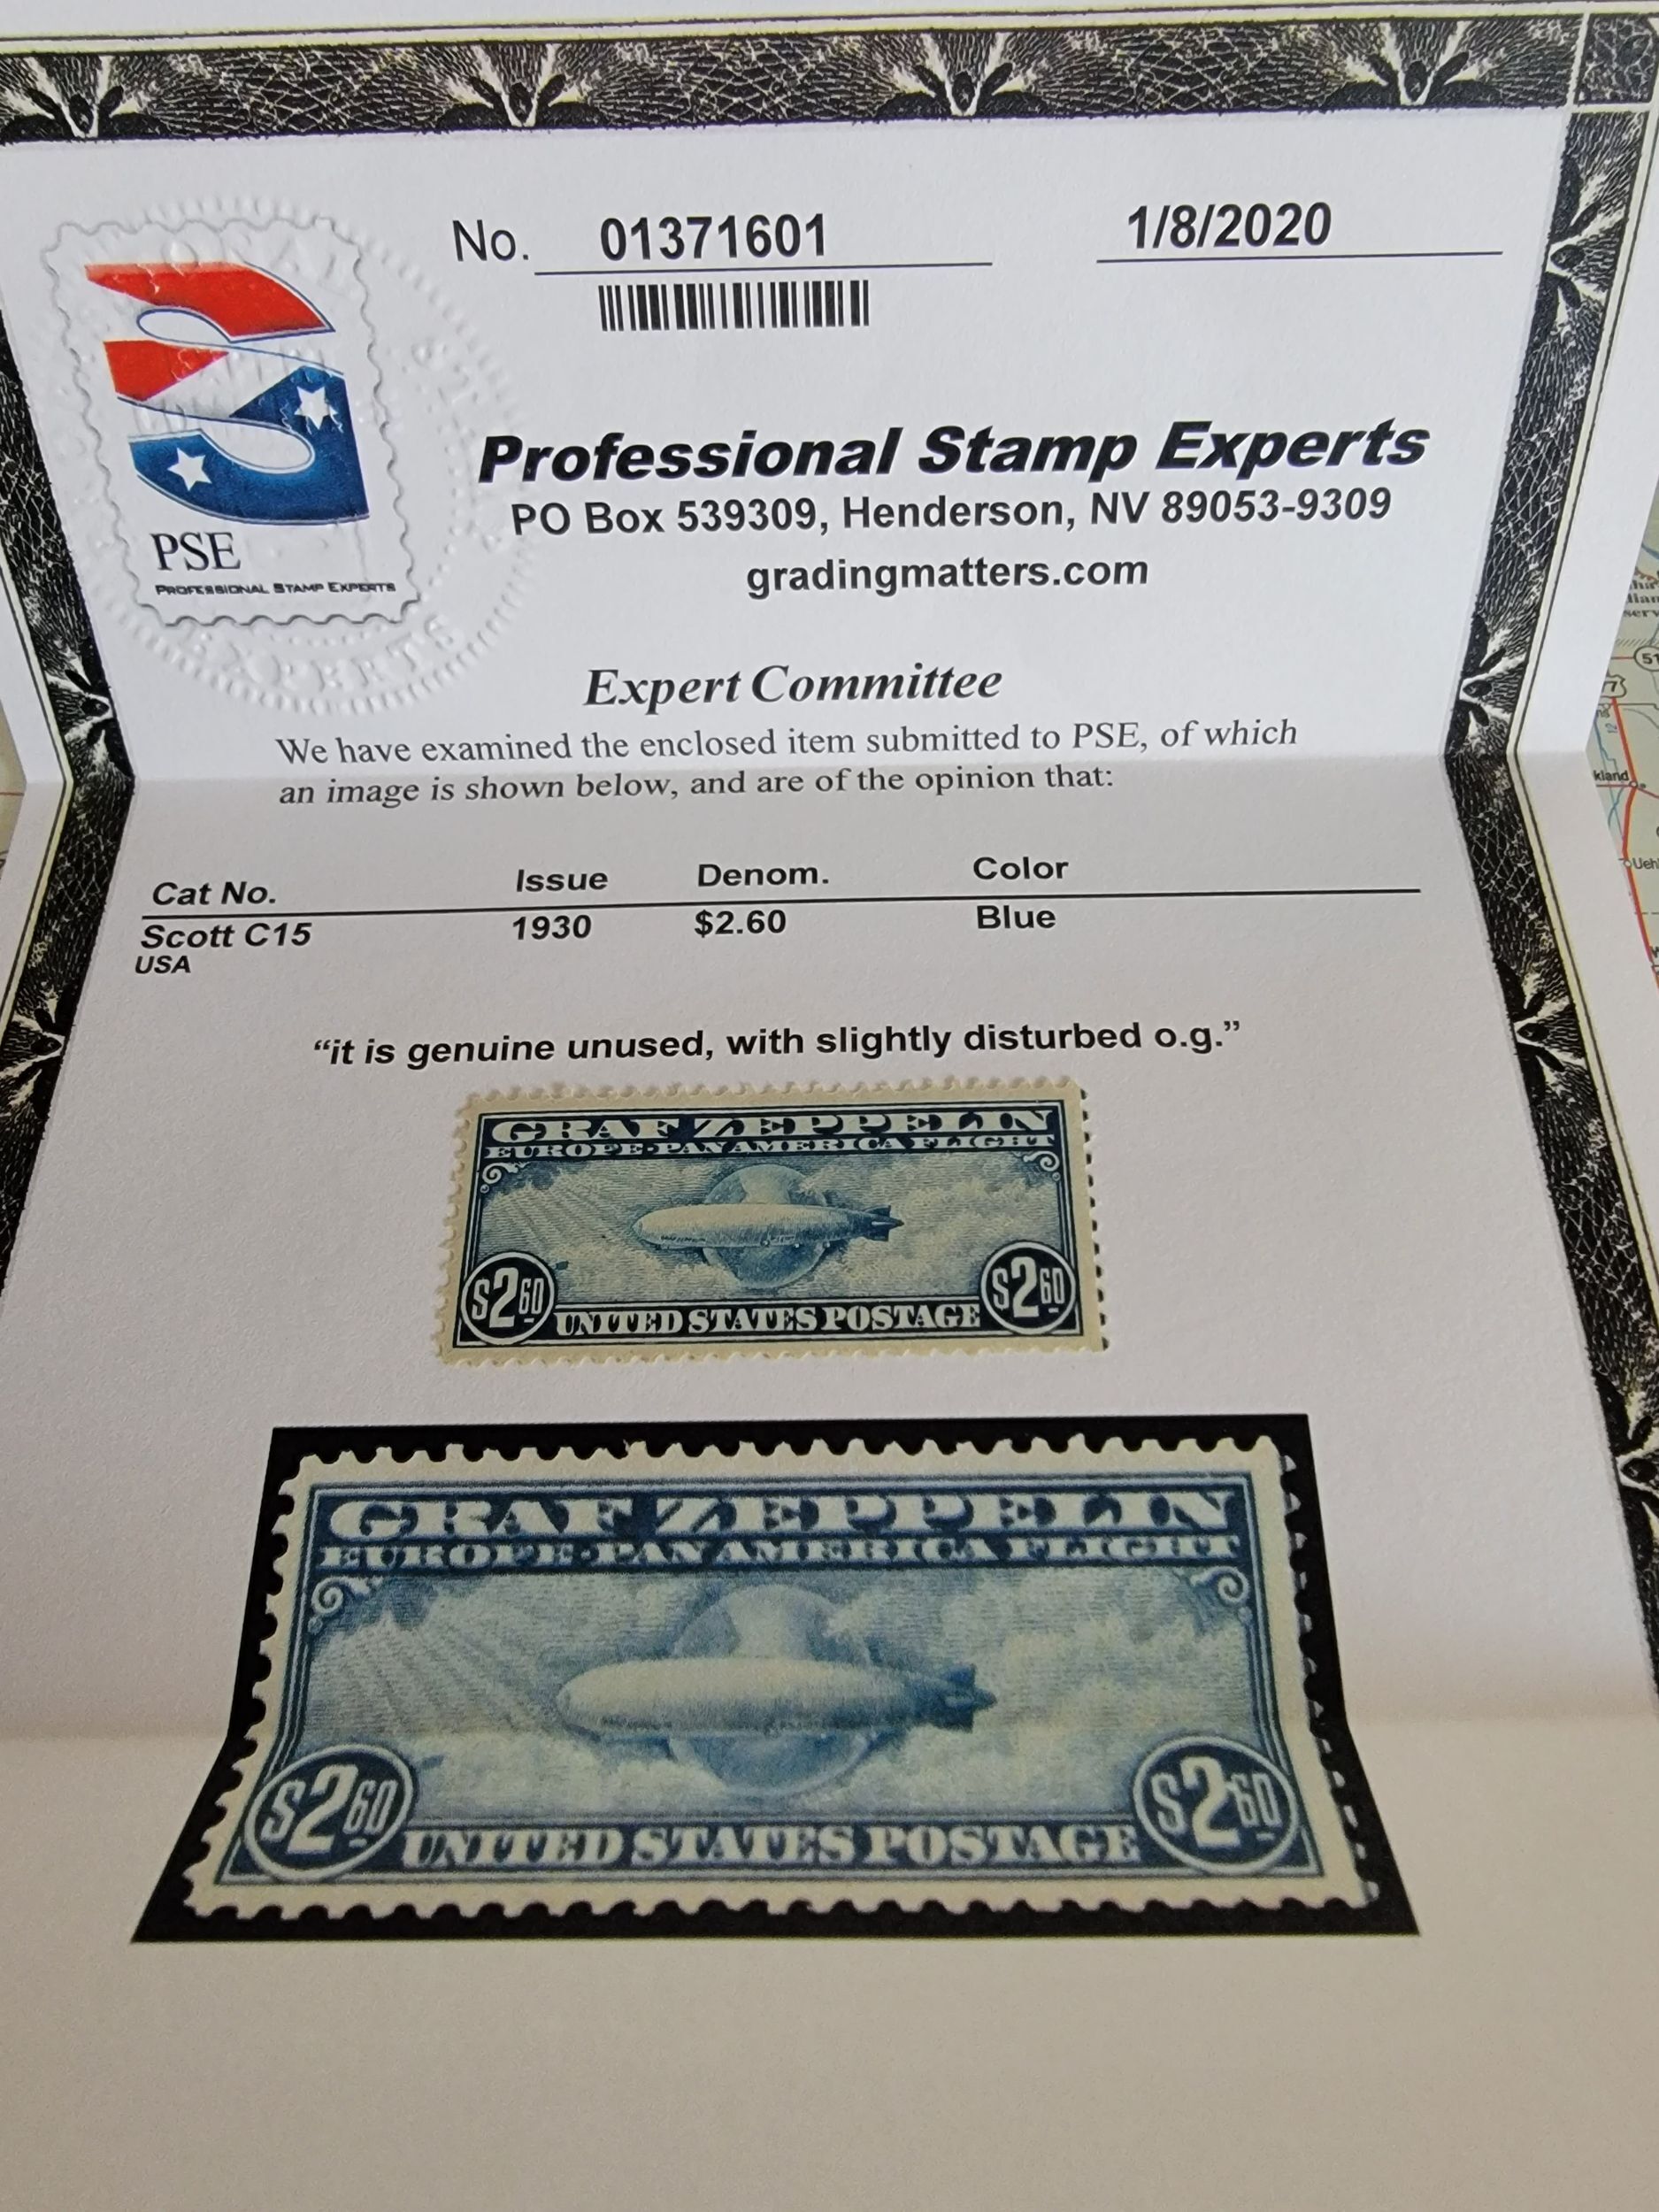 No. 01371601 1/8/2020
PSE
PROFESSIONAL STAMP EXPERTS
EXPERTS
Professional Stamp Experts
PO Box 539309, Henderson, NV 89053-9309
gradingmatters.com
Expert Committee
We have examined the enclosed item submitted to PSE, of which
an image is shown below, and are of the opinion that:
Cat No. Issue Denom. Color
Scott C15 1930 $2.60 Blue
USA
“it is genuine unused, with slightly disturbed o.g.”
GRAF ZEPPELIN
EUROPE-PAN AMERICA FLIGHT
$2 60 UNITED STATES POSTAGE $2 60
GRAF ZEPPELIN
EUROPE-PAN AMERICA FLIGHT
$2 60 UNITED STATES POSTAGE $2 60